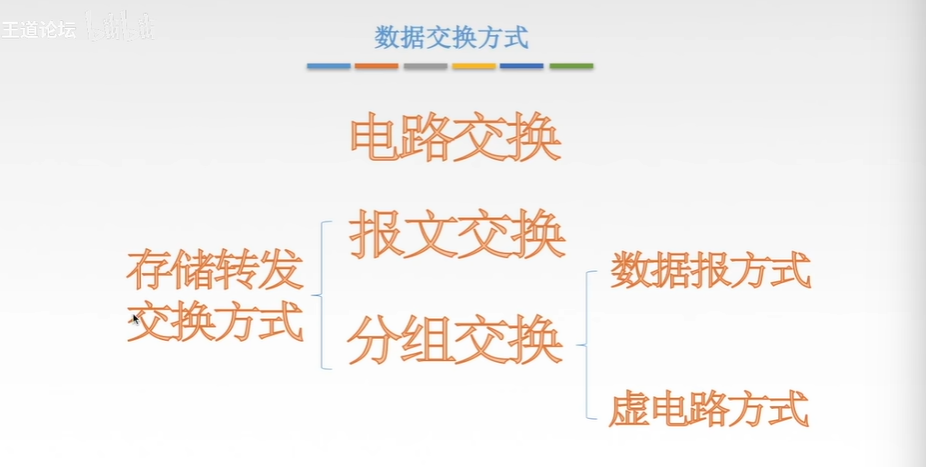 王道论坛
数据交换方式
电路交换
报文交换
存储转发
交换方式
分组交换
数据报方式
虚电路方式